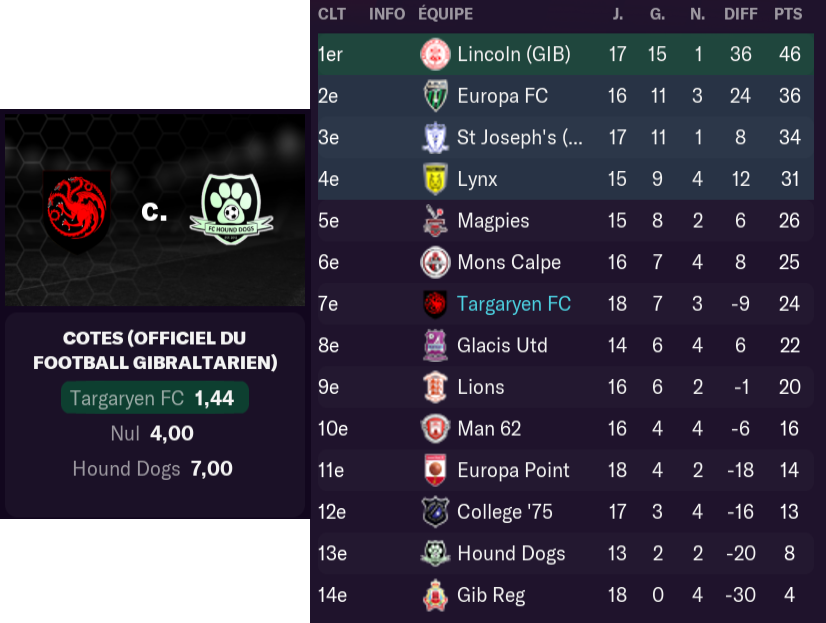 c.
FC HOUND DOGS
COTES (OFFICIEL DU
FOOTBALL GIBRALTARIEN)
Targaryen FC 1,44
Nul 4,00
Hound Dogs 7,00
CLT INFO ÉQUIPE J. G. N. DIFF PTS
1er Lincoln (GIB) 17 15 1 36 46
2e Europa FC 16 11 3 24 36
3e St Joseph's (... 17 11 1 8 34
4e Lynx 15 9 4 12 31
5e Magpies 15 8 2 6 26
6e Mons Calpe 16 7 4 8 25
7e Targaryen FC 18 7 3 -9 24
8e Glacis Utd 14 6 4 6 22
9e Lions 16 6 2 -1 20
10e Man 62 16 4 4 -6 16
11e Europa Point 18 4 2 -18 14
12e College '75 17 3 4 -16 13
13e Hound Dogs 13 2 2 -20 8
14e Gib Reg 18 0 4 -30 4